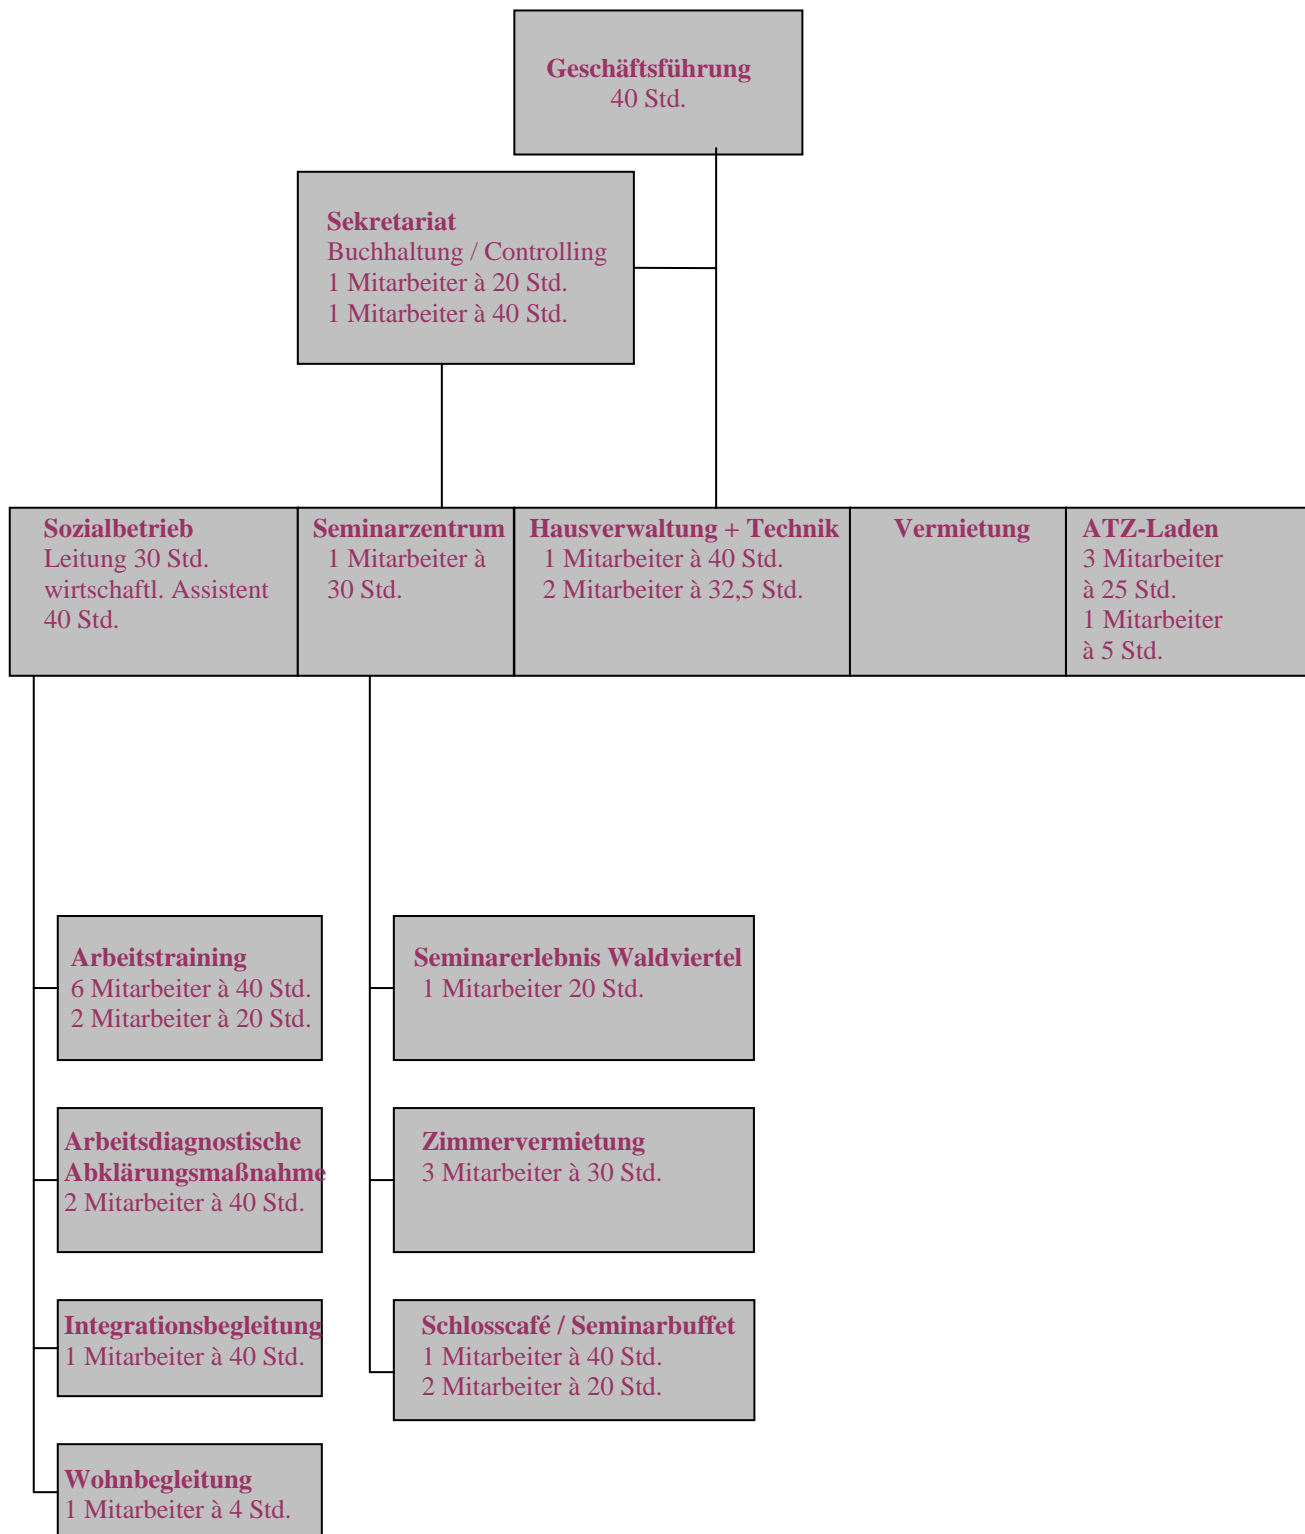 Geschäftsführung
40 Std.
Sekretariat
Buchhaltung / Controlling
1 Mitarbeiter à 20 Std.
1 Mitarbeiter à 40 Std.
Sozialbetrieb
Leitung 30 Std.
wirtschaftl. Assistent
40 Std.
Seminarzentrum
1 Mitarbeiter à
30 Std.
Hausverwaltung + Technik
1 Mitarbeiter à 40 Std.
2 Mitarbeiter à 32,5 Std.
Vermietung
ATZ-Laden
3 Mitarbeiter
à 25 Std.
1 Mitarbeiter
à 5 Std.
Arbeitstraining
6 Mitarbeiter à 40 Std.
2 Mitarbeiter à 20 Std.
Seminarerlebnis Waldviertel
1 Mitarbeiter 20 Std.
Arbeitsdiagnostische
Abklärungsmaßnahme
2 Mitarbeiter à 40 Std.
Zimmervermietung
3 Mitarbeiter à 30 Std.
Integrationsbegleitung
1 Mitarbeiter à 40 Std.
Schlosscafé / Seminarbuffet
1 Mitarbeiter à 40 Std.
2 Mitarbeiter à 20 Std.
Wohnbegleitung
1 Mitarbeiter à 4 Std.